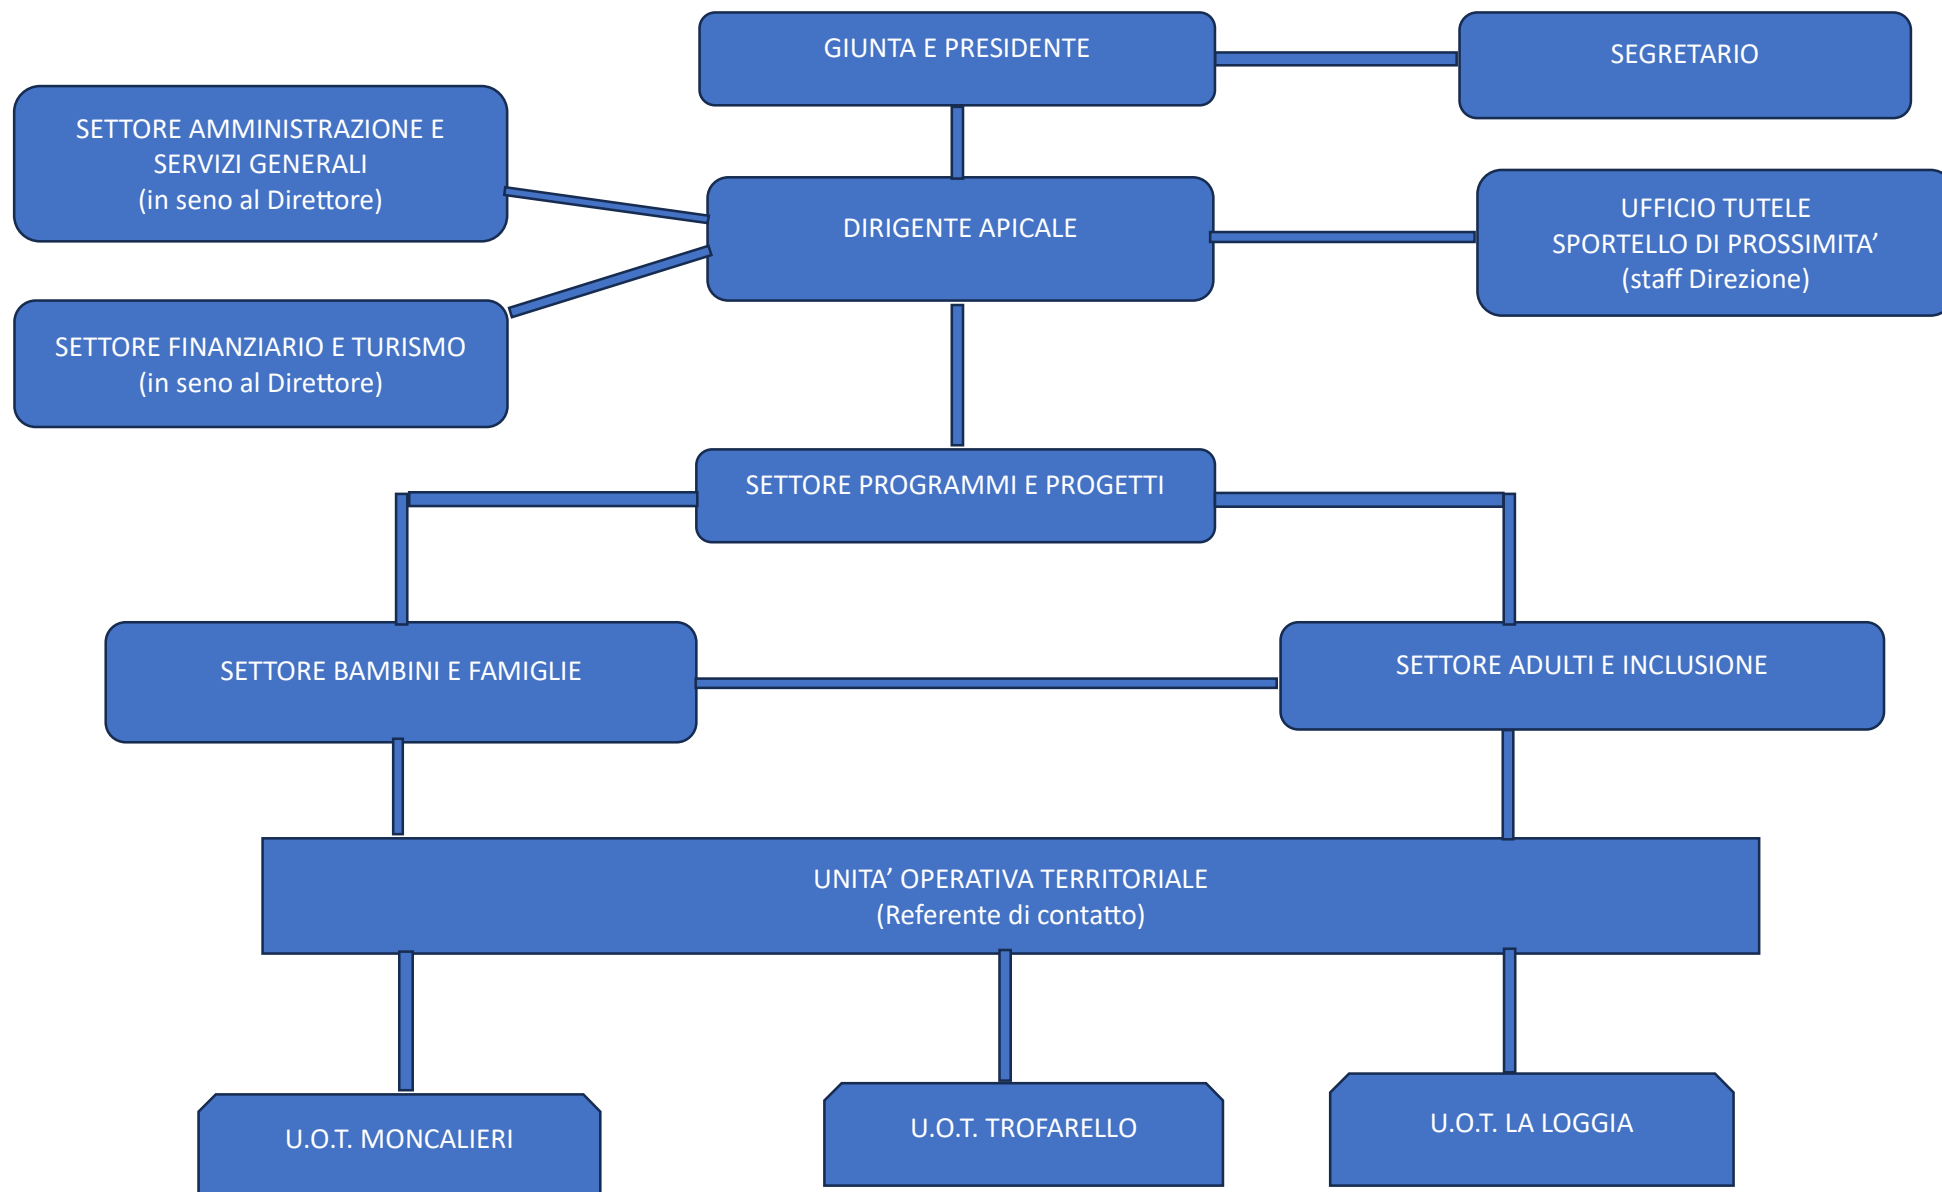 GIUNTA E PRESIDENTE
SEGRETARIO
SETTORE AMMINISTRAZIONE E
SERVIZI GENERALI
(in seno al Direttore)
DIRIGENTE APICALE
UFFICIO TUTELE
SPORTELLO DI PROSSIMITA’
(staff Direzione)
SETTORE FINANZIARIO E TURISMO
(in seno al Direttore)
SETTORE PROGRAMMI E PROGETTI
SETTORE BAMBINI E FAMIGLIE
SETTORE ADULTI E INCLUSIONE
UNITA’ OPERATIVA TERRITORIALE
(Referente di contatto)
U.O.T. MONCALIERI
U.O.T. TROFARELLO
U.O.T. LA LOGGIA